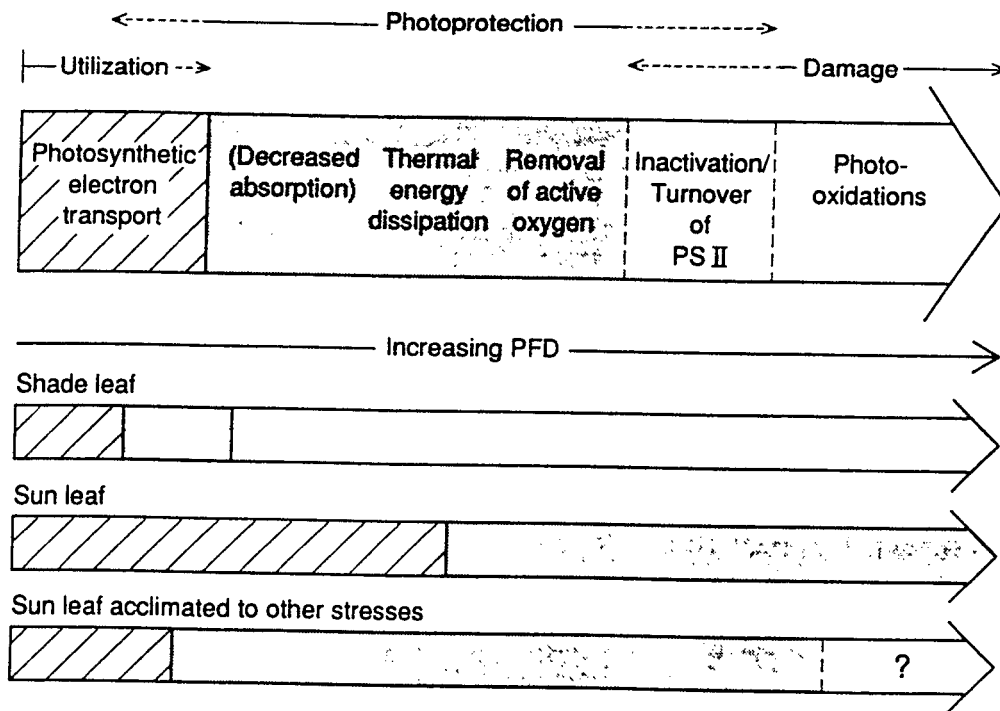 Photoprotection
Utilization
Damage
Photosynthetic
electron
transport
(Decreased
absorption)
Thermal
energy
dissipation
Removal
of active
oxygen
Inactivation/
Turnover
of
PS II
Photo-
oxidations
Increasing PFD
Shade leaf
Sun leaf
Sun leaf acclimated to other stresses
?